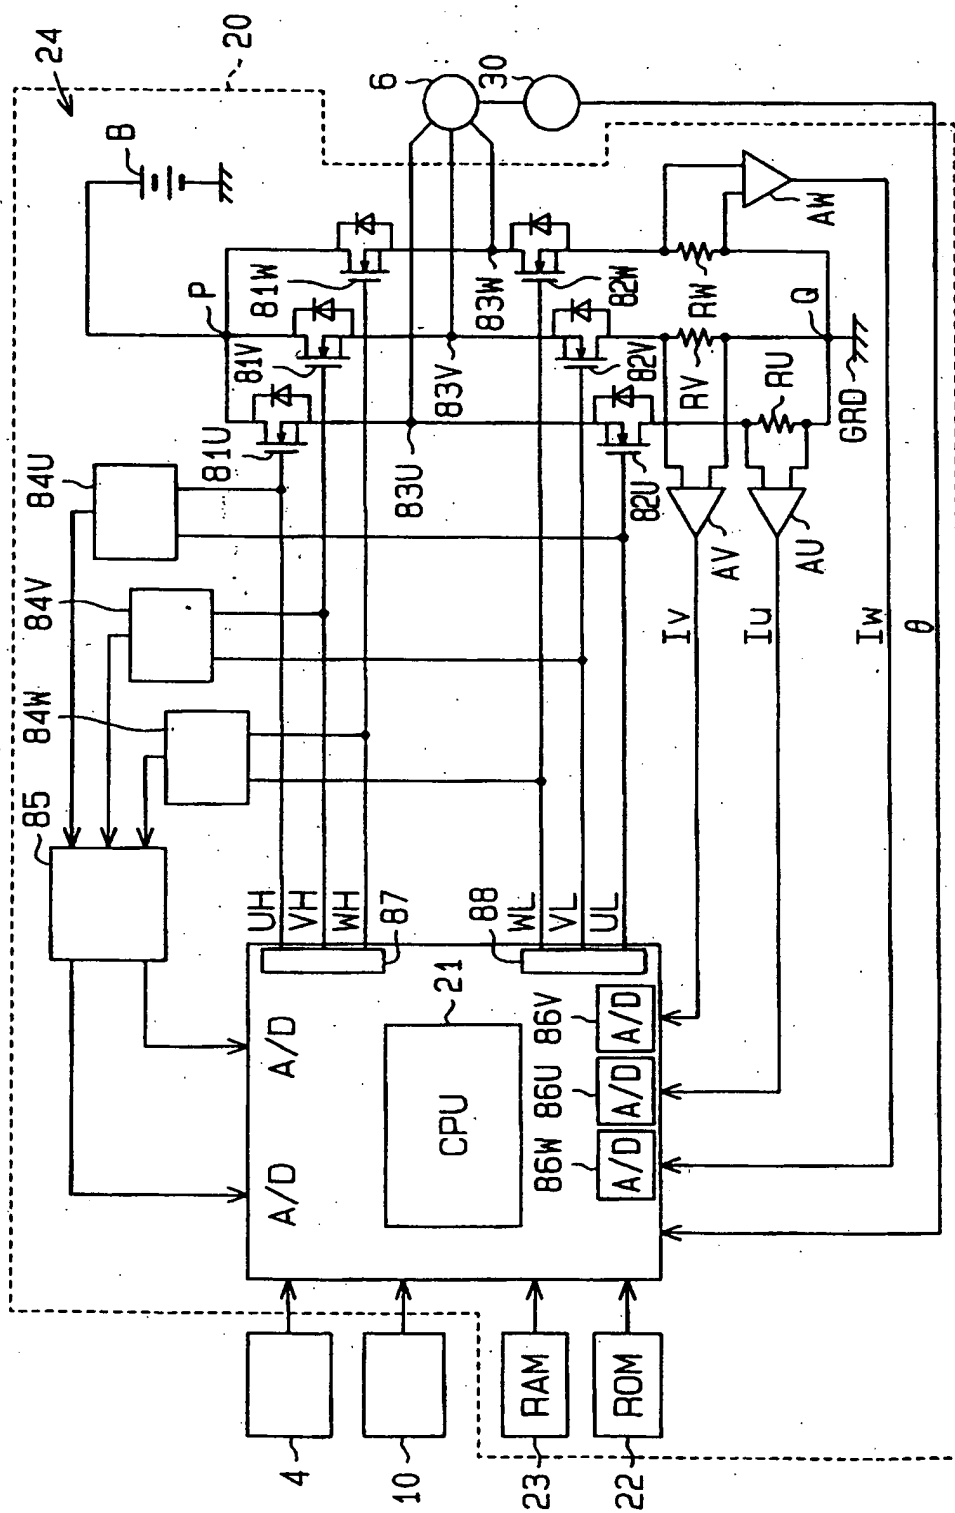 24
20
B
6
30
P
81W
81V
81U
83W
83V
83U
82W
82V
82U
RW
RV
RU
Q
GRD
AW
AV
AU
84U
84V
84W
85
UH
VH
WH
87
88
WL
VL
UL
Iv
Iu
Iw
θ
A/D
A/D
21
CPU
86V
86U
86W
A/D
A/D
A/D
4
10
RAM
23
ROM
22